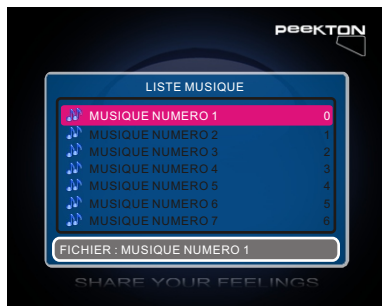 PEEKTON
LISTE MUSIQUE
MUSIQUE NUMERO 1 0
MUSIQUE NUMERO 2 1
MUSIQUE NUMERO 3 2
MUSIQUE NUMERO 4 3
MUSIQUE NUMERO 5 4
MUSIQUE NUMERO 6 5
MUSIQUE NUMERO 7 6
FICHIER : MUSIQUE NUMERO 1
SHARE YOUR FEELINGS